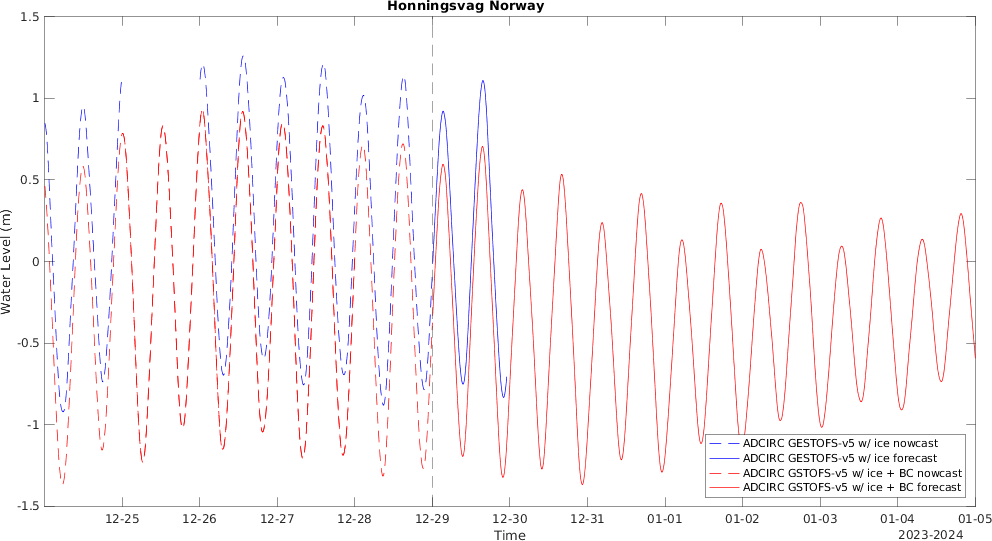 Honningsvag Norway
1.5
1
0.5
0
-0.5
-1
-1.5
Water Level (m)
12-25 12-26 12-27 12-28 12-29 12-30 12-31 01-01 01-02 01-03 01-04 01-05
Time
2023-2024
ADCIRC GESTOFS-v5 w/ ice nowcast
ADCIRC GESTOFS-v5 w/ ice forecast
ADCIRC GSTOFS-v5 w/ ice + BC nowcast
ADCIRC GSTOFS-v5 w/ ice + BC forecast